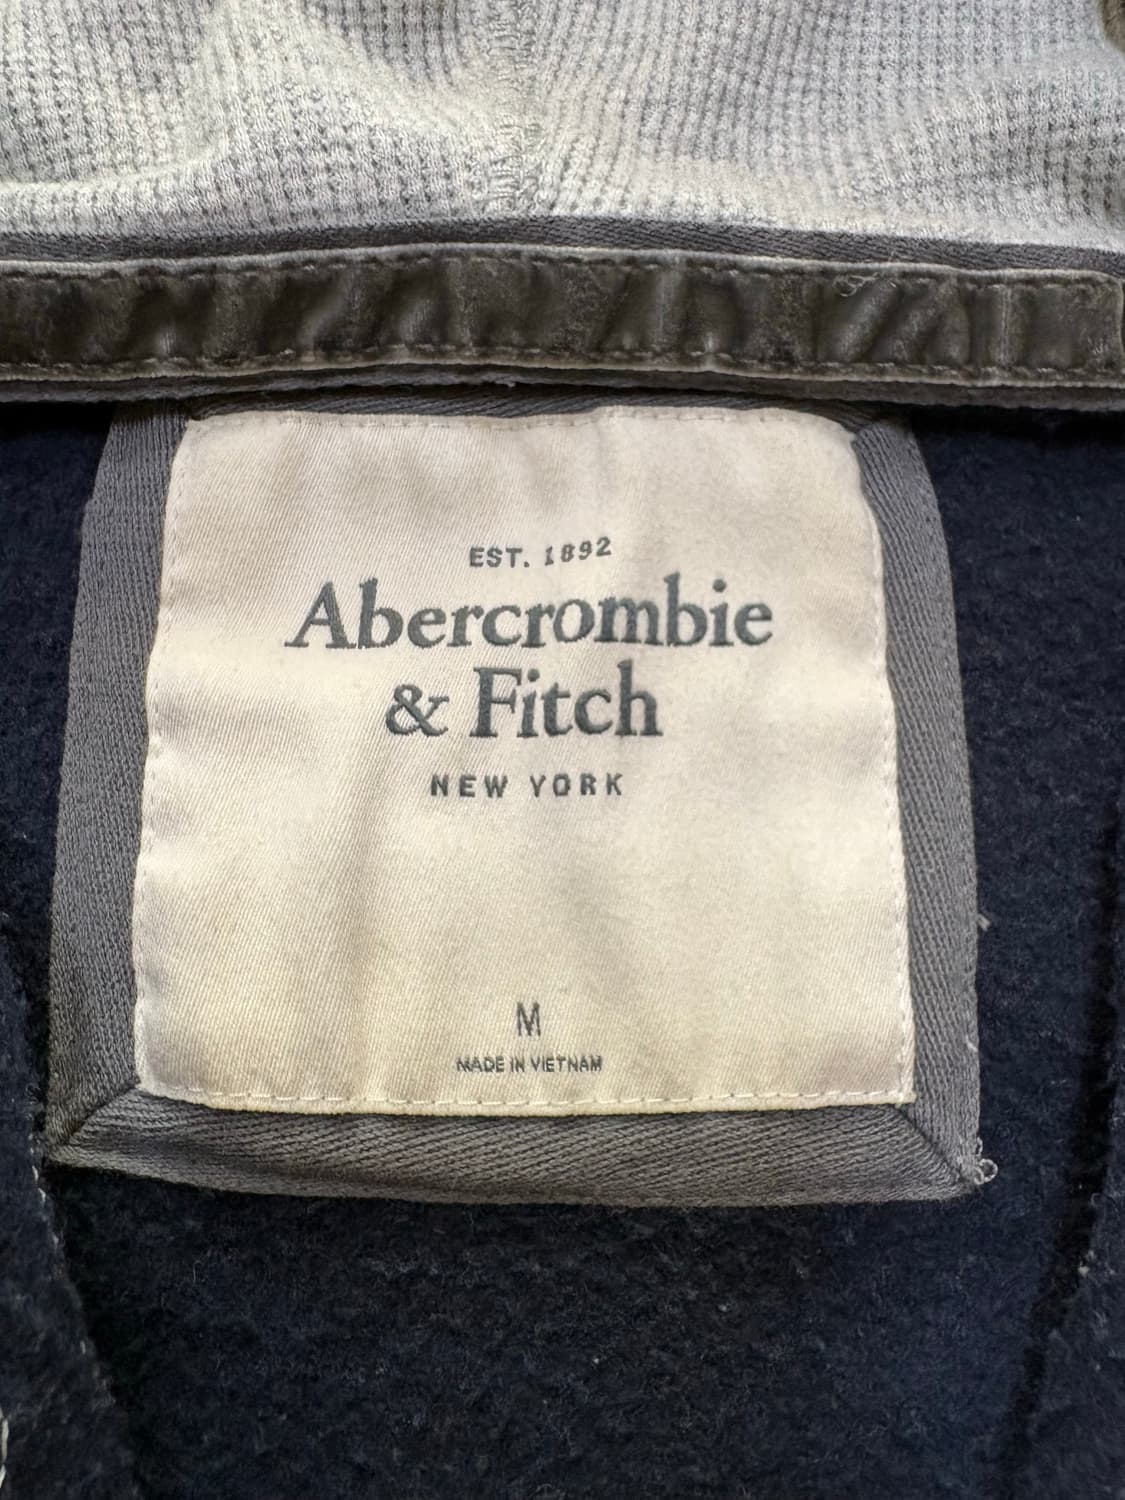 EST. 1892
Abercrombie
& Fitch
NEW YORK
M
MADE IN VIETNAM